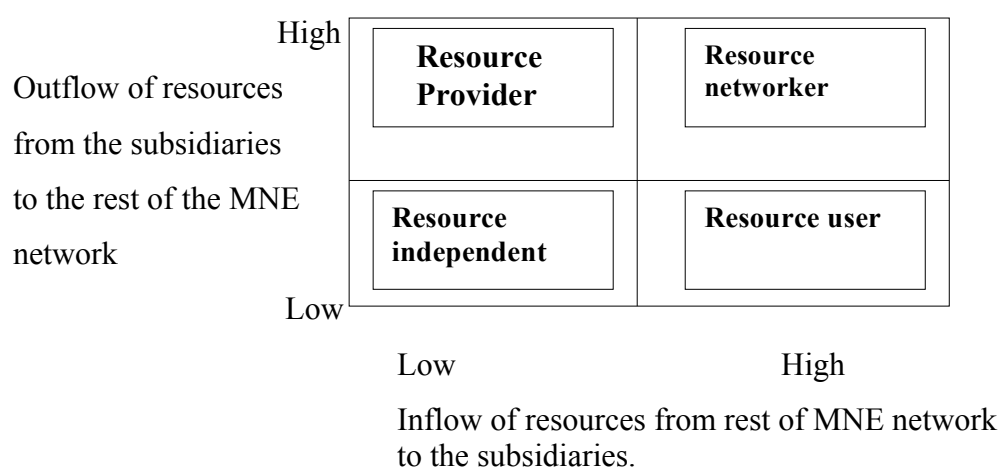 High
Resource
Provider
Resource
networker
Outflow of resources
from the subsidiaries
to the rest of the MNE
network
Resource
independent
Resource user
Low
Low
High
Inflow of resources from rest of MNE network
to the subsidiaries.